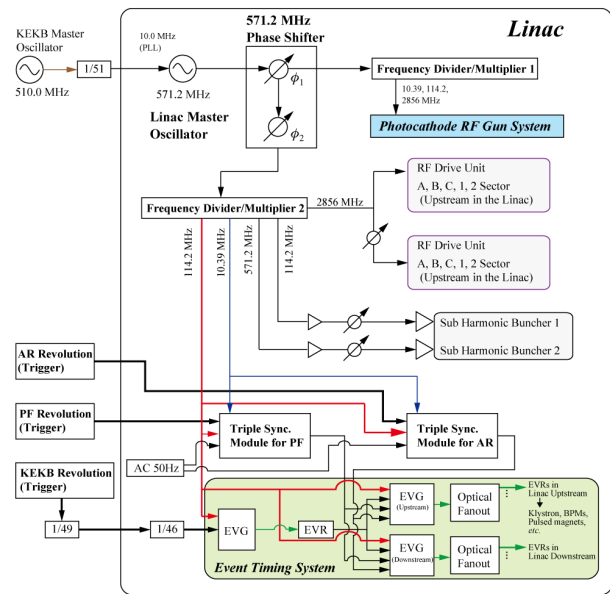 Linac
KEKB Master
Oscillator
510.0 MHz
1/51
10.0 MHz
(PLL)
571.2 MHz
Linac Master
Oscillator
571.2 MHz
Phase Shifter
ϕ1
ϕ2
Frequency Divider/Multiplier 1
10.39, 114.2,
2856 MHz
Photocathode RF Gun System
Frequency Divider/Multiplier 2
2856 MHz
RF Drive Unit
A, B, C, 1, 2 Sector
(Upstream in the Linac)
RF Drive Unit
A, B, C, 1, 2 Sector
(Upstream in the Linac)
114.2 MHz
10.39 MHz
571.2 MHz
114.2 MHz
Sub Harmonic Buncher 1
Sub Harmonic Buncher 2
AR Revolution
(Trigger)
PF Revolution
(Trigger)
KEKB Revolution
(Trigger)
Triple Sync.
Module for PF
Triple Sync.
Module for AR
AC 50Hz
1/49
1/46
EVG
EVR
EVG
(Upstream)
Optical
Fanout
EVRs in
Linac Upstream
Klystron, BPMs,
Pulsed magnets,
etc.
EVG
(Downstream)
Optical
Fanout
EVRs in
Linac Downstream
Event Timing System